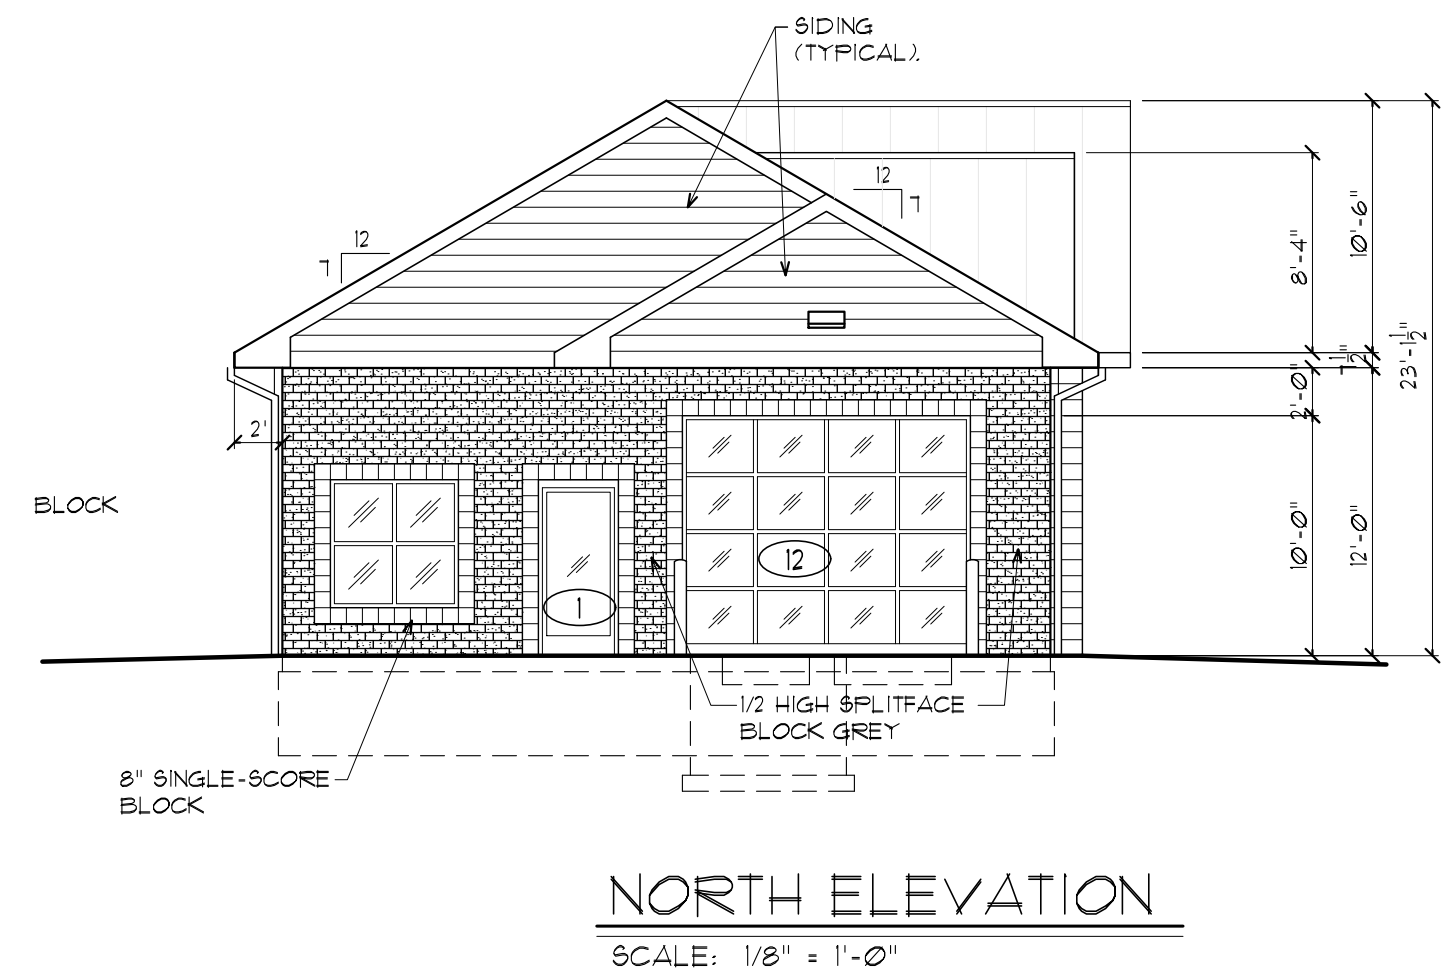 SIDING
(TYPICAL).
12
7
12
7
8'-4"
10'-6"
7 1/2"
23'-1 1/2"
2'-0"
2'
BLOCK
10'-0"
12'-0"
12
1
1/2 HIGH SPLITFACE
BLOCK GREY
8" SINGLE-SCORE
BLOCK
NORTH ELEVATION
SCALE: 1/8" = 1'-0"